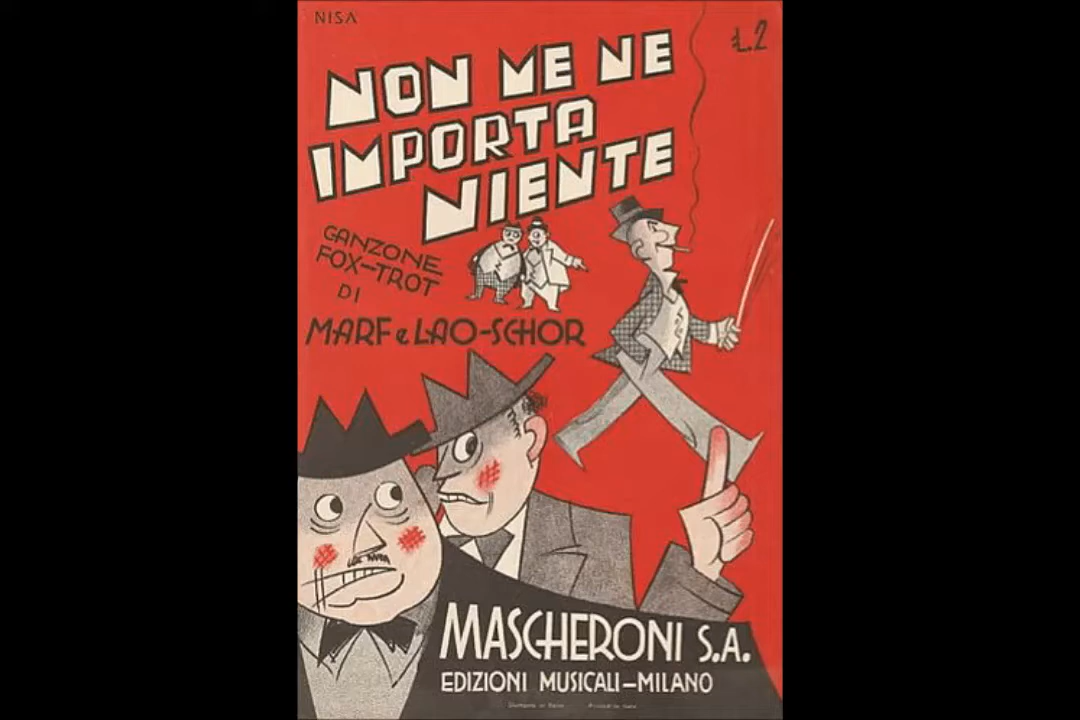 NISA
Ł.2
NON ME NE
IMPORTA
NIENTE
CANZONE
FOX-TROT
DI
MARF e LAO-SCHOR
MASCHERONI S.A.
EDIZIONI MUSICALI-MILANO